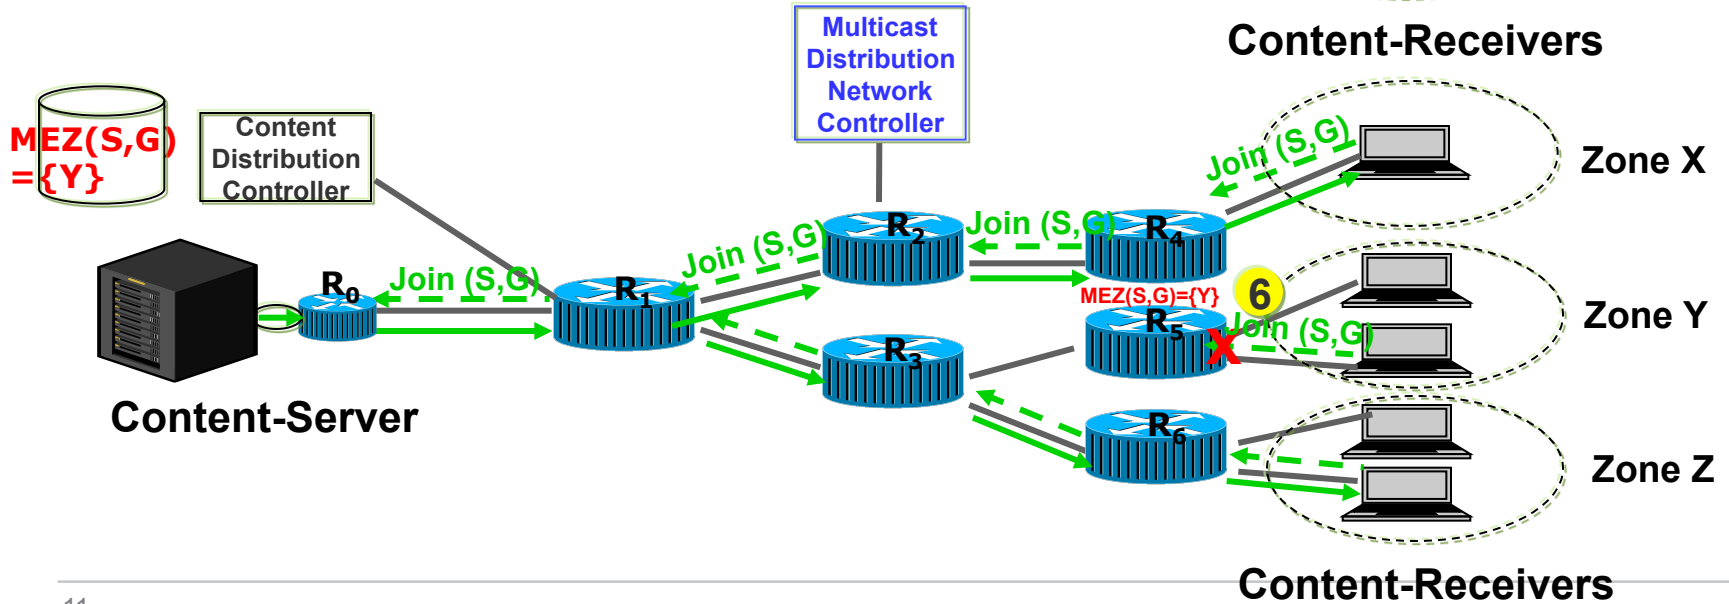 Multicast
Distribution
Network
Controller
Content-Receivers
MEZ(S,G)
={Y}
Content
Distribution
Controller
Join (S,G)
Zone X
R2
Join (S,G)
R4
Join (S,G)
R0
Join (S,G)
R1
MEZ(S,G)={Y}
6
Zone Y
R5
Join (S,G)
R3
Content-Server
R6
Zone Z
Content-Receivers
11